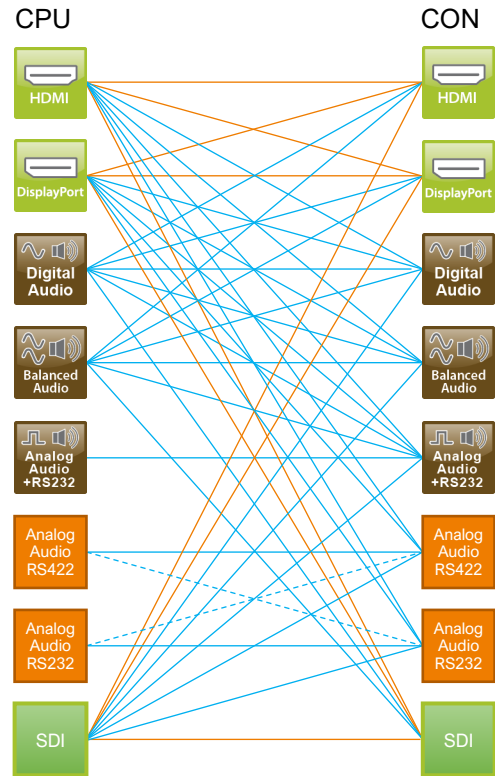 CPU
CON
HDMI
HDMI
DisplayPort
DisplayPort
Digital
Audio
Digital
Audio
Balanced
Audio
Balanced
Audio
Analog
Audio
+RS232
Analog
Audio
+RS232
Analog
Audio
RS422
Analog
Audio
RS422
Analog
Audio
RS232
Analog
Audio
RS232
SDI
SDI